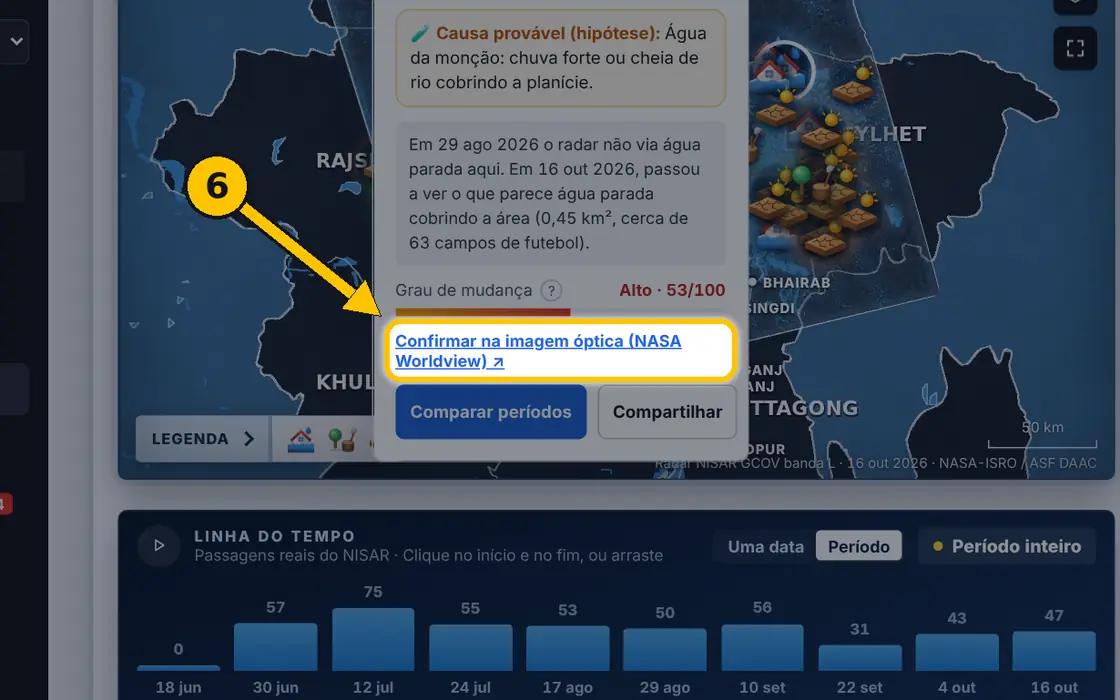 🧪 Causa provável (hipótese): Água
da monção: chuva forte ou cheia de
rio cobrindo a planície.
Em 29 ago 2026 o radar não via água
parada aqui. Em 16 out 2026, passou
a ver o que parece água parada
cobrindo a área (0,45 km², cerca de
63 campos de futebol).
Grau de mudança ?
Alto · 53/100
Confirmar na imagem óptica (NASA
Worldview) ↗
Comparar períodos
Compartilhar
6
RAJS
YLHET
BHAIRAB
SINGDI
KHUL
GANJ
ANJ
TTAGONG
DPUR
LEGENDA
50 km
Radar NISAR GCOV banda L · 16 out 2026 · NASA-ISRO / ASF DAAC
4
LINHA DO TEMPO
Passagens reais do NISAR · Clique no início e no fim, ou arraste
Uma data
Período
Período inteiro
0 57 75 55 53 50 56 31 43 47
18 jun 30 jun 12 jul 24 jul 17 ago 29 ago 10 set 22 set 4 out 16 out